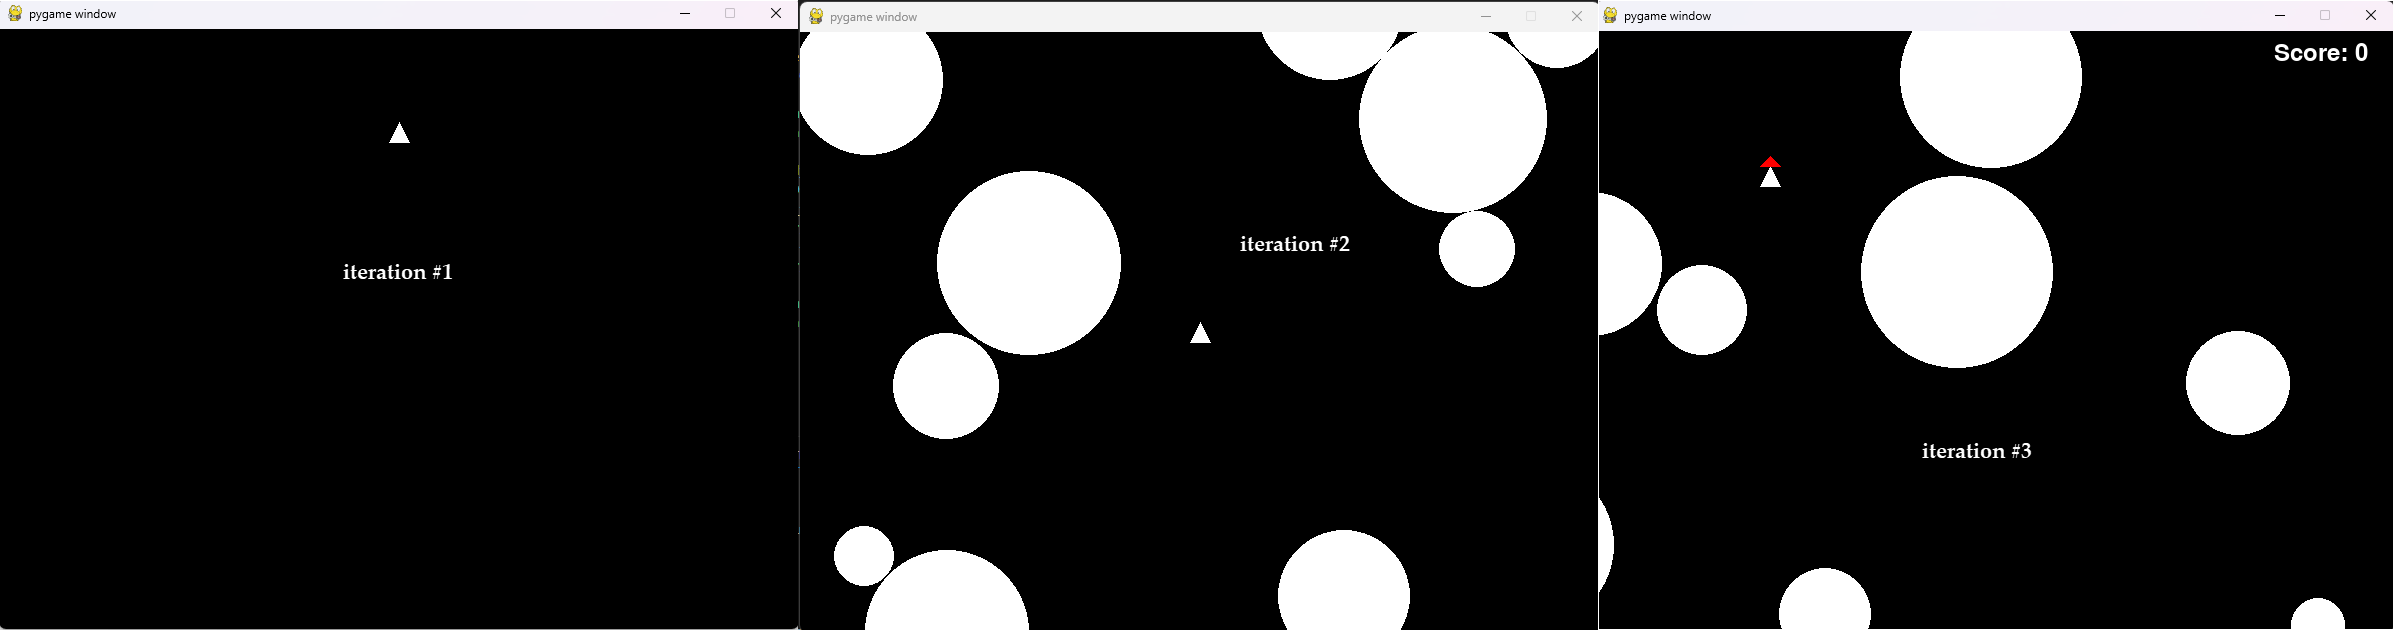 pygame window
iteration #1
pygame window
iteration #2
pygame window
Score: 0
iteration #3